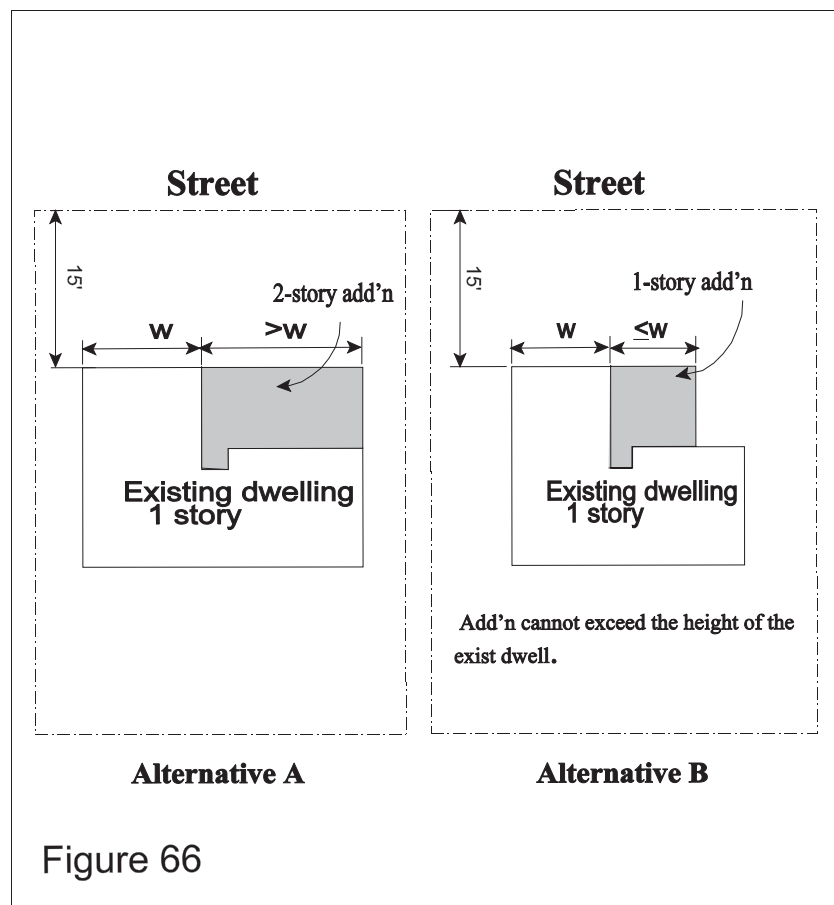 Street
15'
2-story add’n
w
>w
Existing dwelling
1 story
Alternative A
Street
15'
1-story add’n
w
≤w
Existing dwelling
1 story
Add’n cannot exceed the height of the
exist dwell.
Alternative B
Figure 66